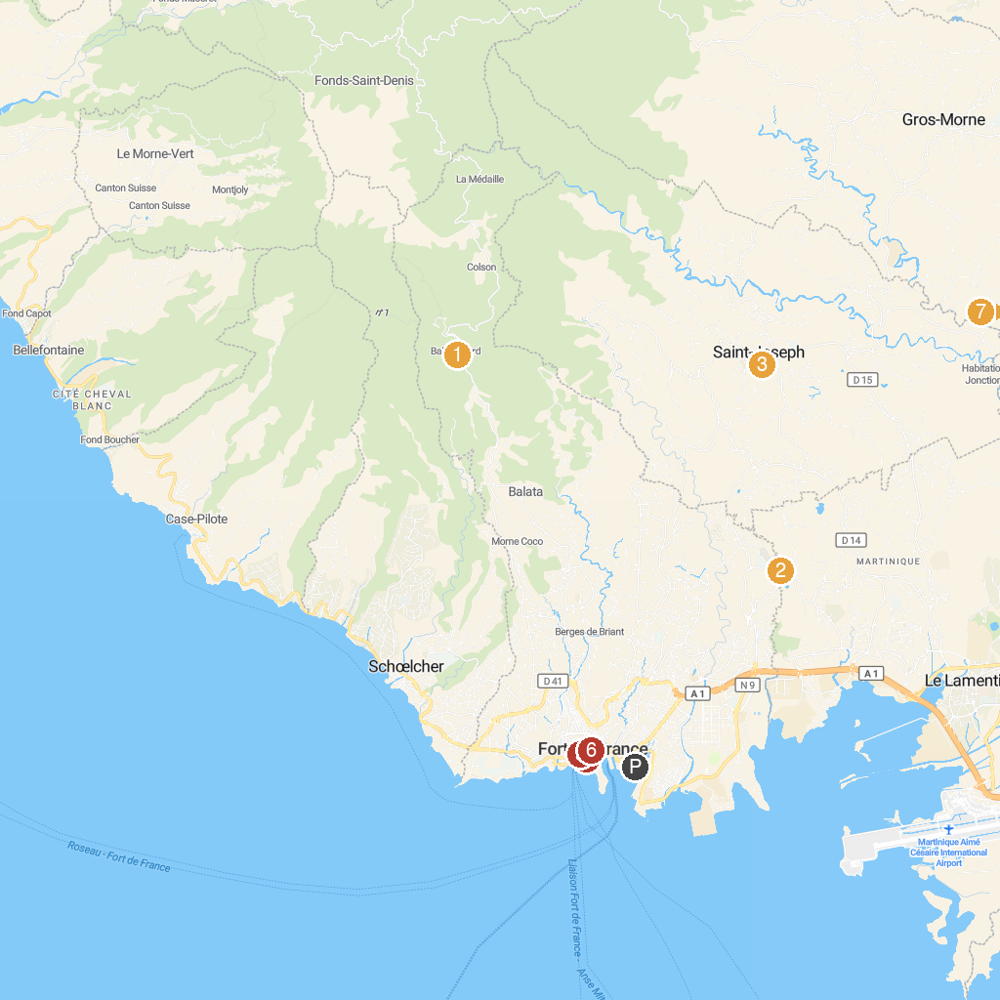 Fonds-Saint-Denis
Gros-Morne
Le Morne-Vert
La Médaille
Canton Suisse
Montjoly
Canton Suisse
Colson
Fond Capot
n°1
7
Bellefontaine
1
Saint-Joseph
3
Habitation
Jonction
D 15
CITÉ CHEVAL
BLANC
Fond Boucher
Balata
Case-Pilote
Morne Coco
D 14
MARTINIQUE
2
Berges de Briant
Schœlcher
D 41
A 1
N 9
A 1
Le Lamenti
Fort
6
rance
P
Martinique Aimé
Césaire International
Airport
Roseau - Fort de France
Liaison Fort de France - Anse Mit